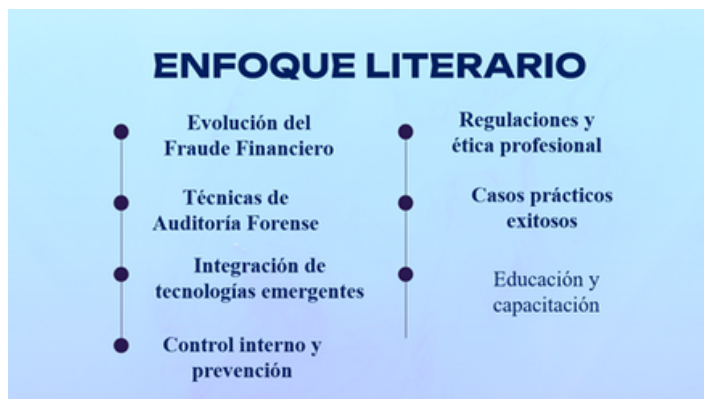 ENFOQUE LITERARIO
Evolución del
Fraude Financiero
Técnicas de
Auditoría Forense
Integración de
tecnologías emergentes
Control interno y
prevención
Regulaciones y
ética profesional
Casos prácticos
exitosos
Educación y
capacitación